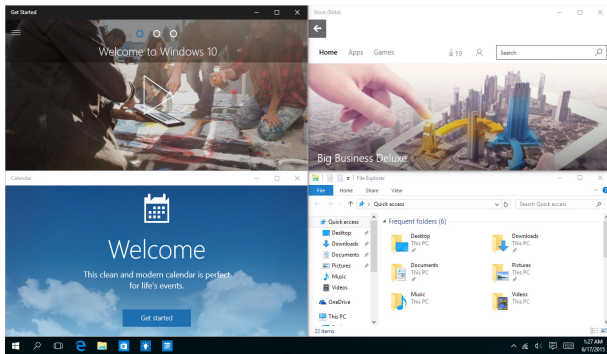 Get Started
Welcome to Windows 10
Store (Beta)
Home Apps Games
19
Search
Big Business Deluxe
Calendar
Welcome
This clean and modern calendar is perfect
for life's events.
Get started
File Explorer
File Home Share View
Quick access
Search Quick access
Quick access
Desktop
Downloads
Documents
Pictures
Music
Videos
OneDrive
This PC
22 items
Frequent folders (6)
Desktop
This PC
Downloads
This PC
Documents
This PC
Pictures
This PC
Music
This PC
Videos
This PC
1:27 AM
6/17/2015